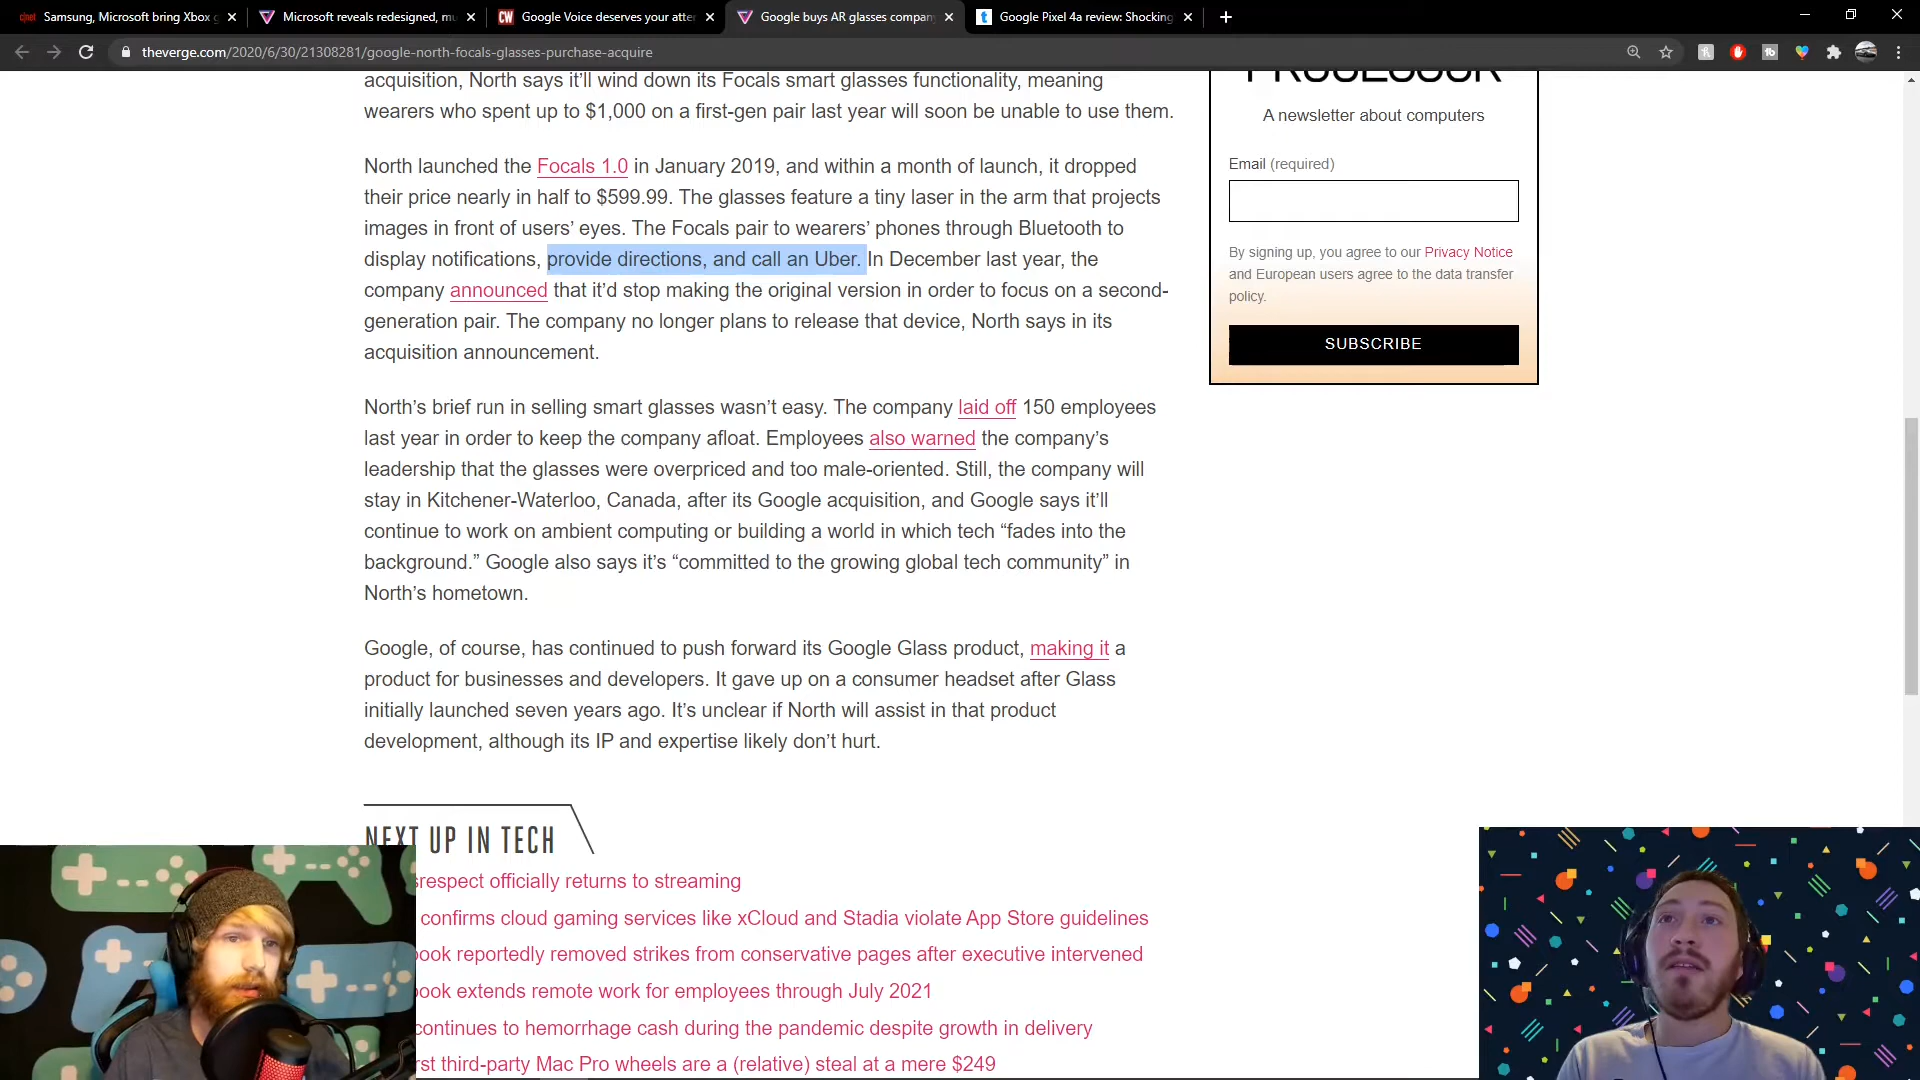 Samsung, Microsoft bring Xbox g
Microsoft reveals redesigned, mu
Google Voice deserves your atte
Google buys AR glasses company
Google Pixel 4a review: Shocking
theverge.com/2020/6/30/21308281/google-north-focals-glasses-purchase-acquire
acquisition, North says it’ll wind down its Focals smart glasses functionality, meaning
wearers who spent up to $1,000 on a first-gen pair last year will soon be unable to use them.
North launched the Focals 1.0 in January 2019, and within a month of launch, it dropped
their price nearly in half to $599.99. The glasses feature a tiny laser in the arm that projects
images in front of users’ eyes. The Focals pair to wearers’ phones through Bluetooth to
display notifications, provide directions, and call an Uber. In December last year, the
company announced that it’d stop making the original version in order to focus on a second-
generation pair. The company no longer plans to release that device, North says in its
acquisition announcement.
North’s brief run in selling smart glasses wasn’t easy. The company laid off 150 employees
last year in order to keep the company afloat. Employees also warned the company’s
leadership that the glasses were overpriced and too male-oriented. Still, the company will
stay in Kitchener-Waterloo, Canada, after its Google acquisition, and Google says it’ll
continue to work on ambient computing or building a world in which tech “fades into the
background.” Google also says it’s “committed to the growing global tech community” in
North’s hometown.
Google, of course, has continued to push forward its Google Glass product, making it a
product for businesses and developers. It gave up on a consumer headset after Glass
initially launched seven years ago. It’s unclear if North will assist in that product
development, although its IP and expertise likely don’t hurt.
NEXT UP IN TECH
srespect officially returns to streaming
confirms cloud gaming services like xCloud and Stadia violate App Store guidelines
book reportedly removed strikes from conservative pages after executive intervened
book extends remote work for employees through July 2021
continues to hemorrhage cash during the pandemic despite growth in delivery
rst third-party Mac Pro wheels are a (relative) steal at a mere $249
PROCESSOR
A newsletter about computers
Email (required)
By signing up, you agree to our Privacy Notice
and European users agree to the data transfer
policy.
SUBSCRIBE